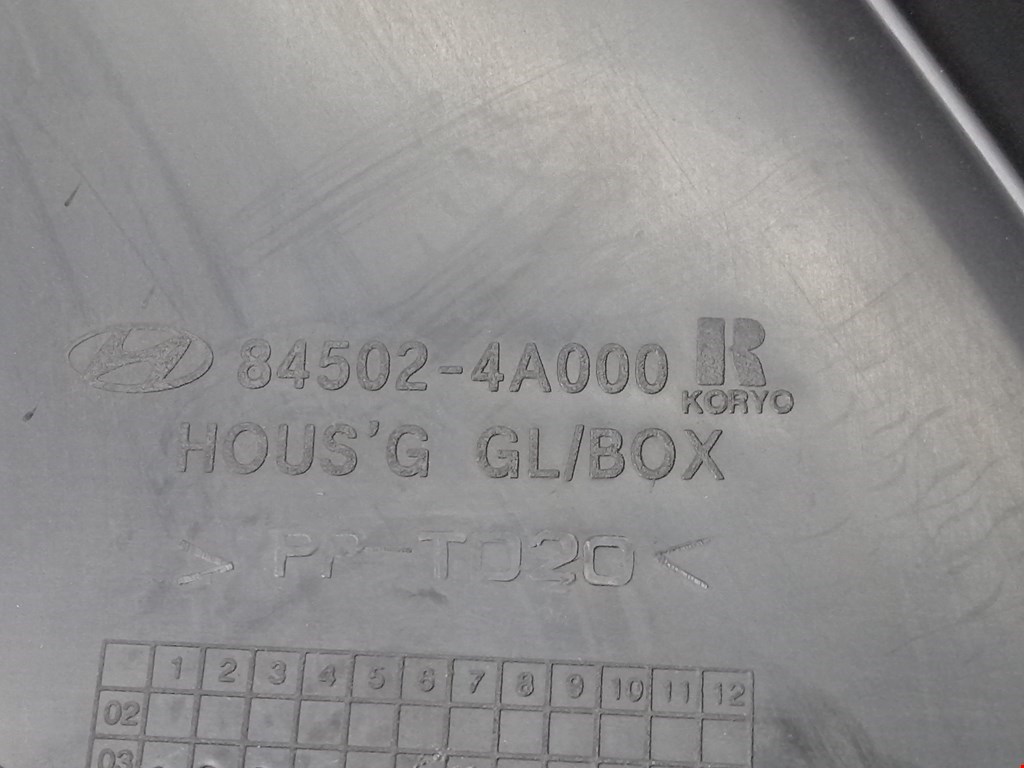 84502-4A000 KORYO
HOUS'G GL/BOX
>PP-TD20<
1 2 3 4 5 6 7 8 9 10 11 12
02
03